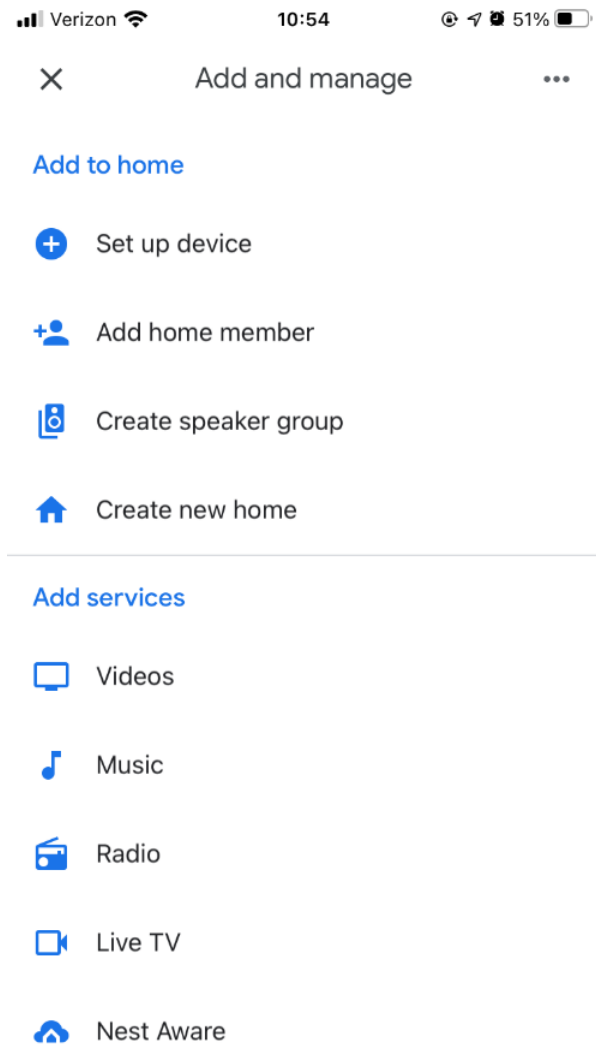 Verizon 10:54 51%
Add and manage
Add to home
Set up device
Add home member
Create speaker group
Create new home
Add services
Videos
Music
Radio
Live TV
Nest Aware